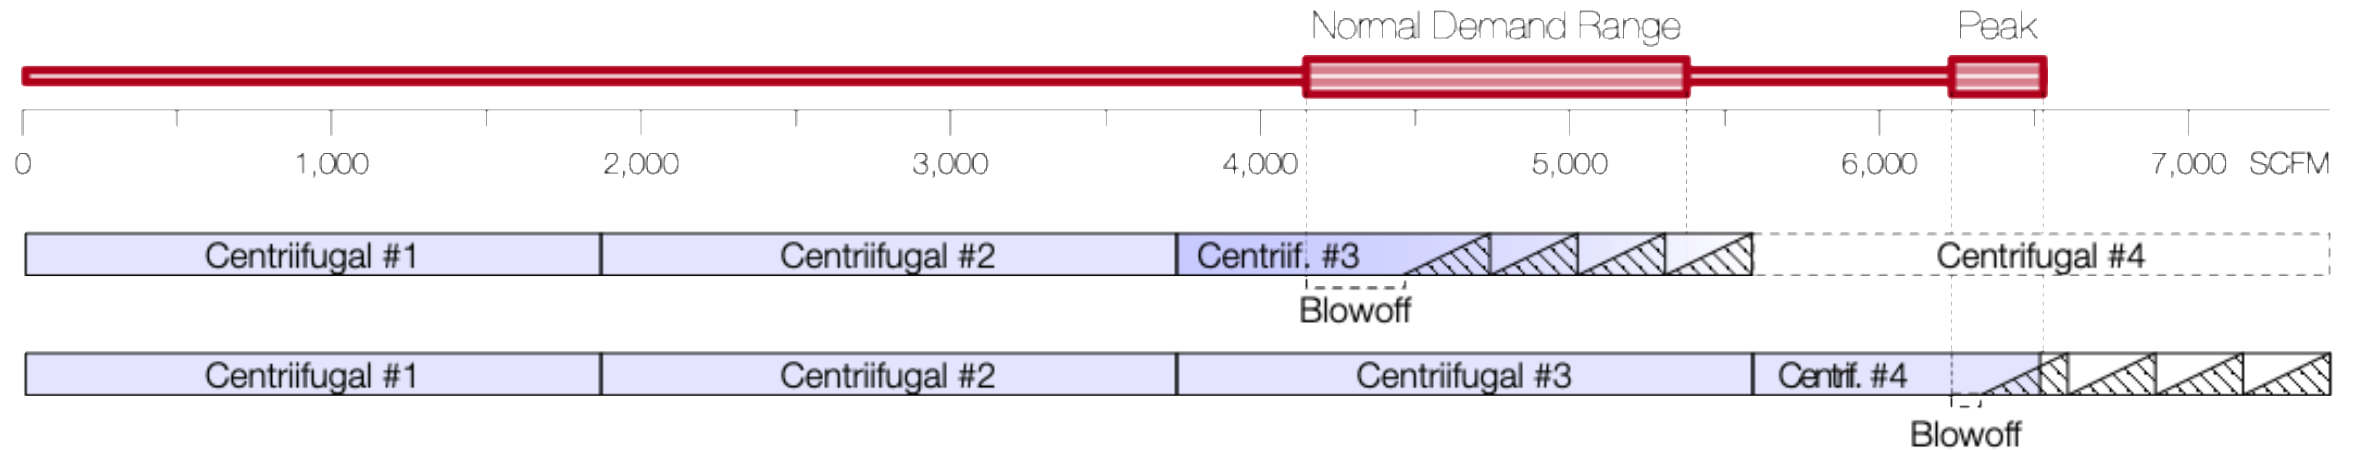 Normal Demand Range Peak
0 1,000 2,000 3,000 4,000 5,000 6,000 7,000 SCFM
Centriifugal #1 Centriifugal #2 Centriif. #3 Centrifugal #4
Blowoff
Centriifugal #1 Centriifugal #2 Centriifugal #3 Centrif. #4
Blowoff